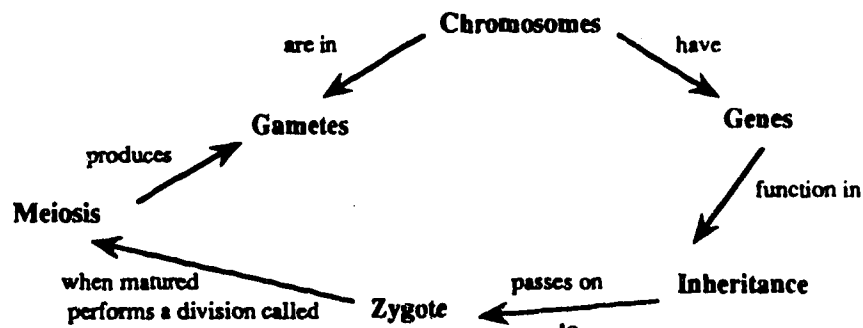 Chromosomes
are in
have
Gametes
Genes
produces
function in
Meiosis
when matured
performs a division called
Zygote
passes on
Inheritance